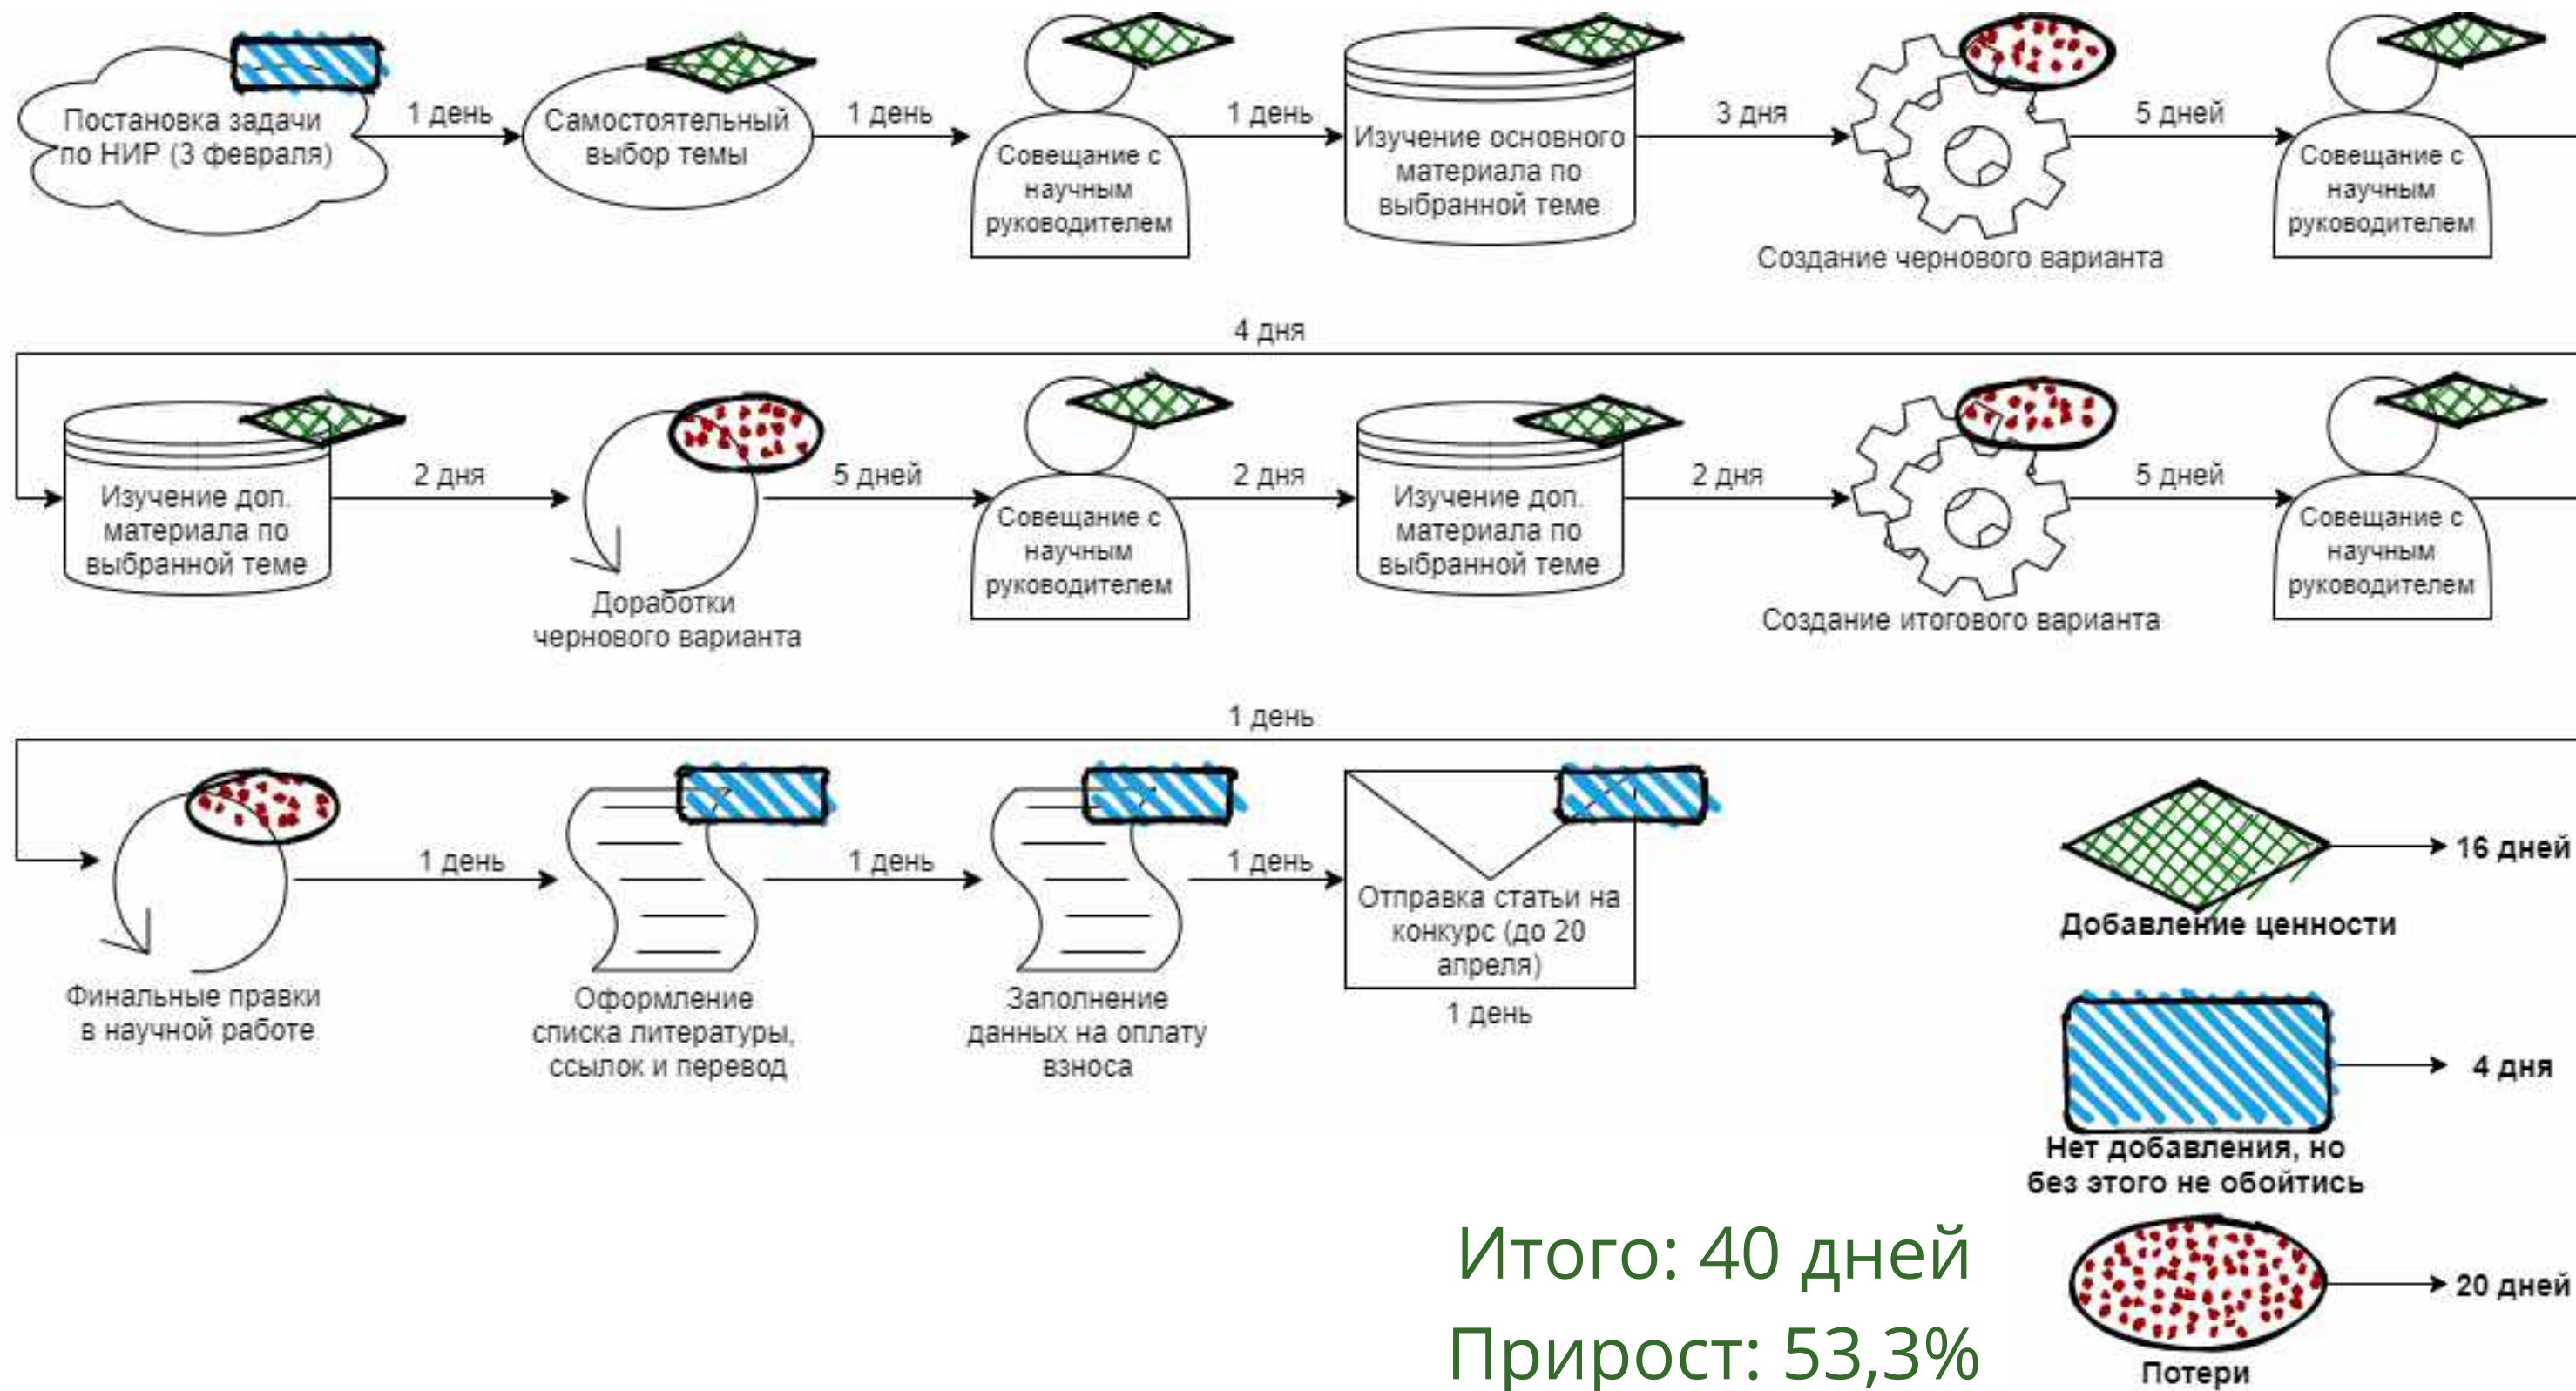 1 день
1 день
1 день
3 дня
5 дней
Постановка задачи
по НИР (3 февраля)
Самостоятельный
выбор темы
Совещание с
научным
руководителем
Изучение основного
материала по
выбранной теме
Создание чернового варианта
Совещание с
научным
руководителем
4 дня
2 дня
5 дней
2 дня
2 дня
5 дней
Изучение доп.
материала по
выбранной теме
Доработки
чернового варианта
Совещание с
научным
руководителем
Изучение доп.
материала по
выбранной теме
Создание итогового варианта
Совещание с
научным
руководителем
1 день
1 день
1 день
1 день
Финальные правки
в научной работе
Оформление
списка литературы,
ссылок и перевод
Заполнение
данных на оплату
взноса
Отправка статьи на
конкурс (до 20
апреля)
1 день
16 дней
Добавление ценности
4 дня
Нет добавления, но
без этого не обойтись
20 дней
Потери
Итого: 40 дней
Прирост: 53,3%